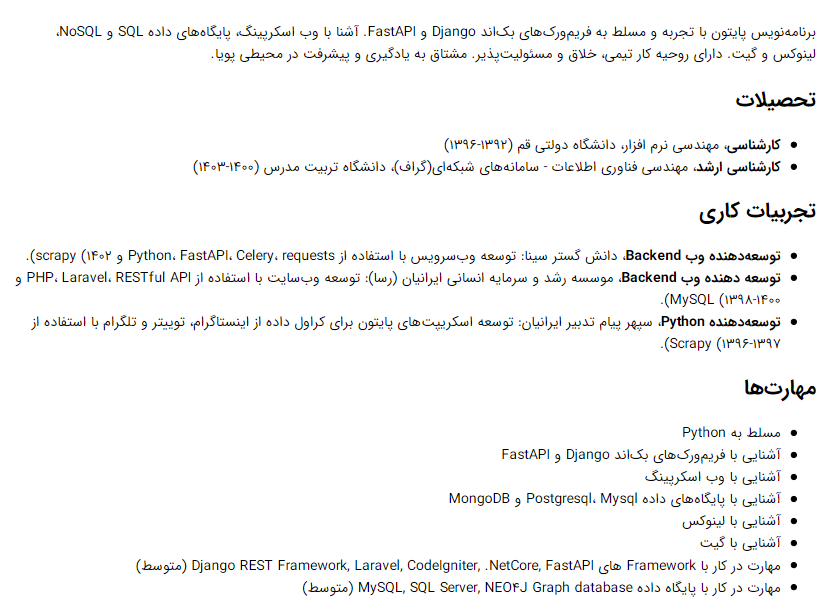 برنامه‌نویس پایتون با تجربه و مسلط به فریم‌ورک‌های بک‌اند Django و FastAPI. آشنا با وب اسکرپینگ، پایگاه‌های داده SQL و NoSQL،
لینوکس و گیت. دارای روحیه کار تیمی، خلاق و مسئولیت‌پذیر. مشتاق به یادگیری و پیشرفت در محیطی پویا.
تحصیلات
● کارشناسی، مهندسی نرم افزار، دانشگاه دولتی قم (۱۳۹۲-۱۳۹۶)
● کارشناسی ارشد، مهندسی فناوری اطلاعات - سامانه‌های شبکه‌ای(گراف)، دانشگاه تربیت مدرس (۱۴۰۰-۱۴۰۳)
تجربیات کاری
● توسعه‌دهنده وب Backend، دانش گستر سینا: توسعه وب‌سرویس با استفاده از Python، FastAPI، Celery، requests و scrapy (۱۴۰۲).
● توسعه دهنده وب Backend، موسسه رشد و سرمایه انسانی ایرانیان (رسا): توسعه وب‌سایت با استفاده از PHP، Laravel، RESTful API و
MySQL (۱۳۹۸-۱۴۰۰).
● توسعه‌دهنده Python، سپهر پیام تدبیر ایرانیان: توسعه اسکریپت‌های پایتون برای کراول داده از اینستاگرام، توییتر و تلگرام با استفاده از
Scrapy (۱۳۹۶-۱۳۹۷).
مهارت‌ها
● مسلط به Python
● آشنایی با فریم‌ورک‌های بک‌اند Django و FastAPI
● آشنایی با وب اسکرپینگ
● آشنایی با پایگاه‌های داده Postgresql، Mysql و MongoDB
● آشنایی با لینوکس
● آشنایی با گیت
● مهارت در کار با Framework های Django REST Framework, Laravel, CodeIgniter, .NetCore, FastAPI (متوسط)
● مهارت در کار با پایگاه داده MySQL, SQL Server, NEO۴J Graph database (متوسط)